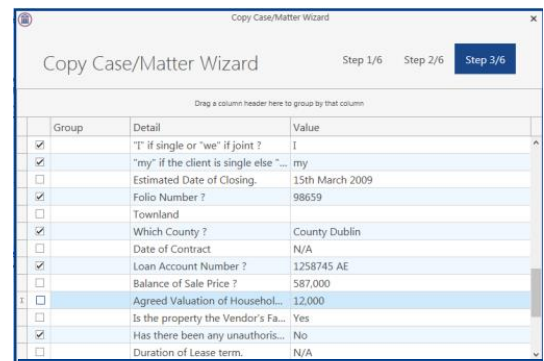 Copy Case/Matter Wizard
Copy Case/Matter Wizard Step 1/6 Step 2/6 Step 3/6
Drag a column header here to group by that column
Group Detail Value
"I" if single or "we" if joint ? I
"my" if the client is single else "... my
Estimated Date of Closing. 15th March 2009
Folio Number ? 98659
Townland
Which County ? County Dublin
Date of Contract N/A
Loan Account Number ? 1258745 AE
Balance of Sale Price ? 587,000
Agreed Valuation of Househol... 12,000
Is the property the Vendor's Fa... Yes
Has there been any unauthoris... No
Duration of Lease term. N/A